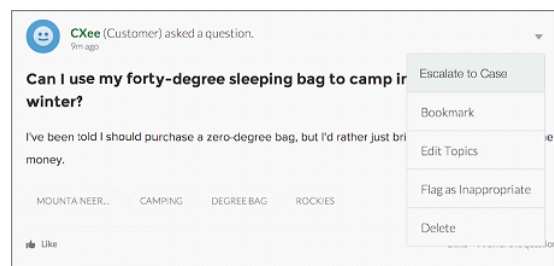 CXee (Customer) asked a question.
9m ago
Can I use my forty-degree sleeping bag to camp in
winter?
I've been told I should purchase a zero-degree bag, but I'd rather just bri
money.
MOUNTA NEER... CAMPING DEGREE BAG ROCKIES
Like
Escalate to Case
Bookmark
Edit Topics
Flag as Inappropriate
Delete